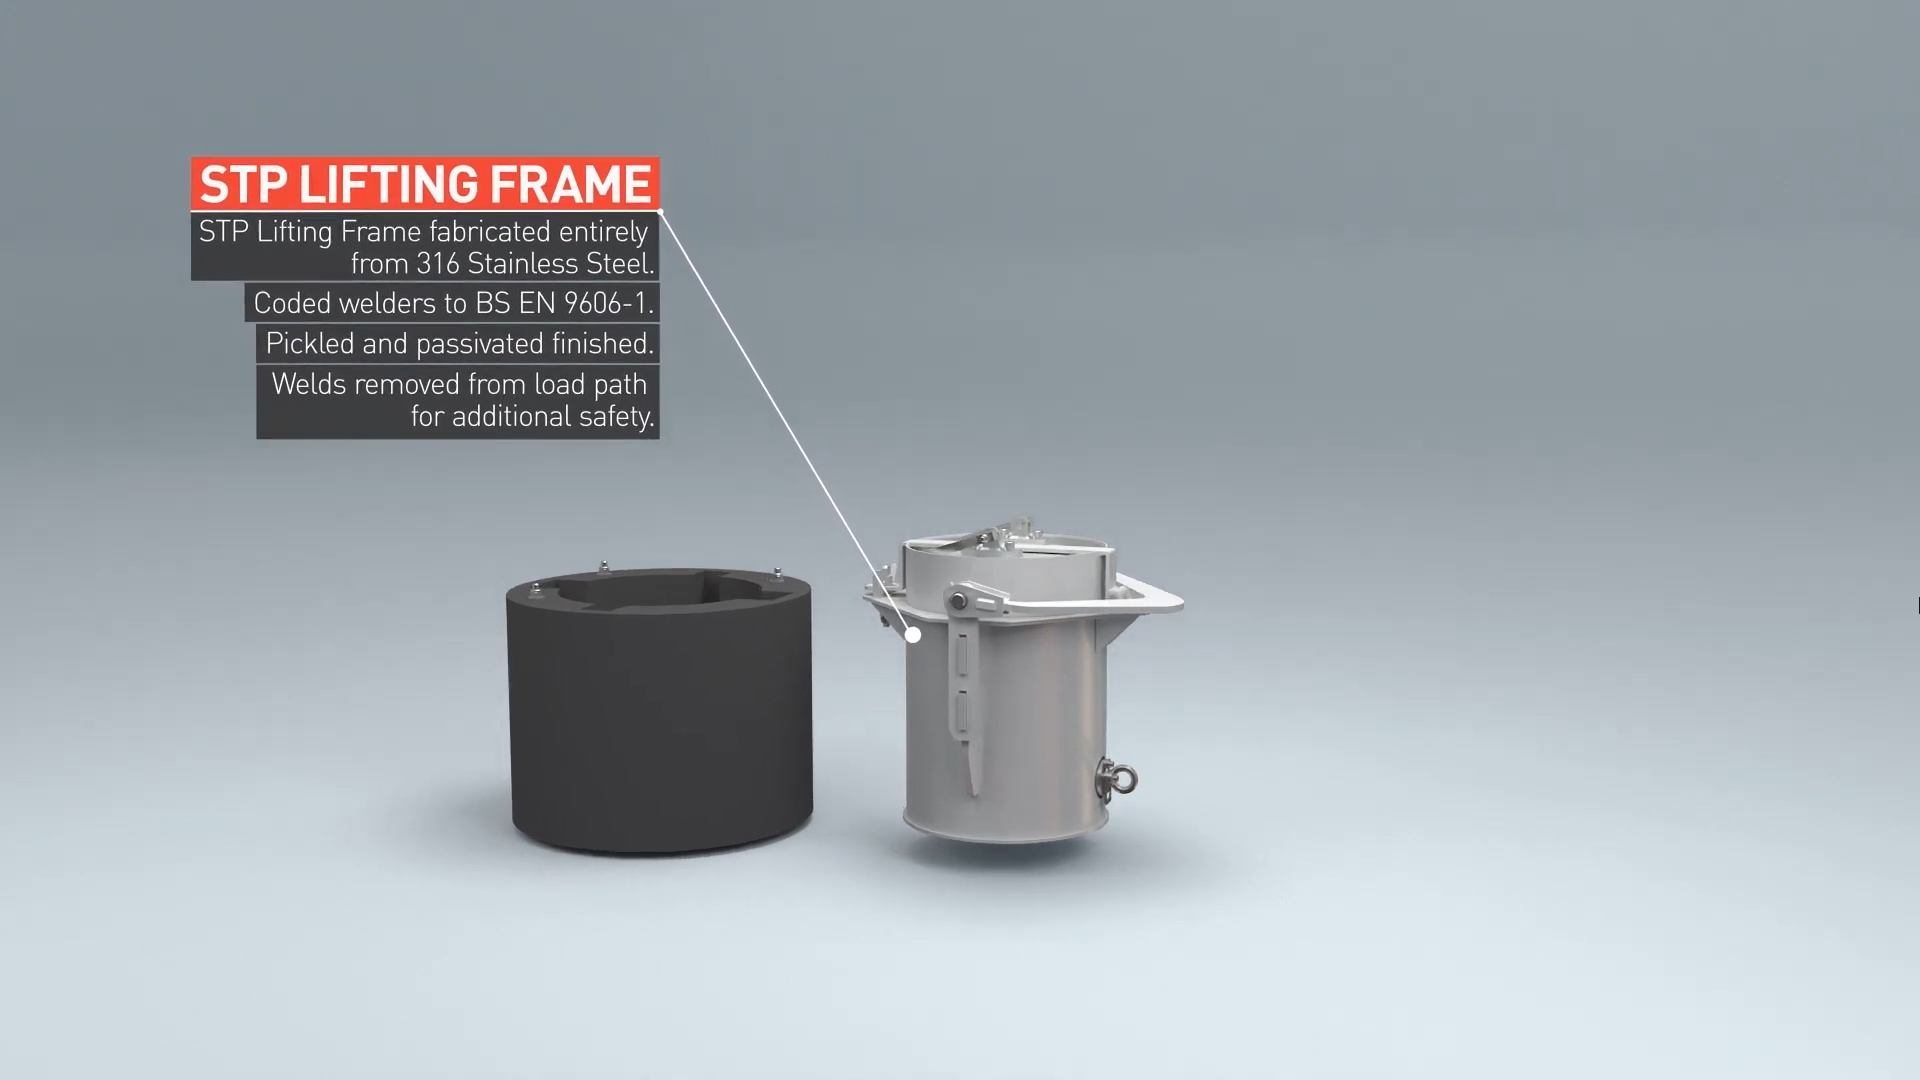 STP LIFTING FRAME
STP Lifting Frame fabricated entirely
from 316 Stainless Steel.
Coded welders to BS EN 9606-1.
Pickled and passivated finished.
Welds removed from load path
for additional safety.